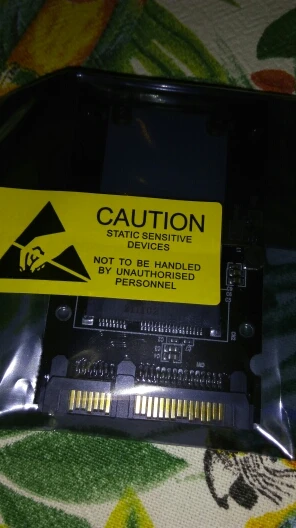 CAUTION
STATIC SENSITIVE
DEVICES
NOT TO BE HANDLED
BY UNAUTHORISED
PERSONNEL